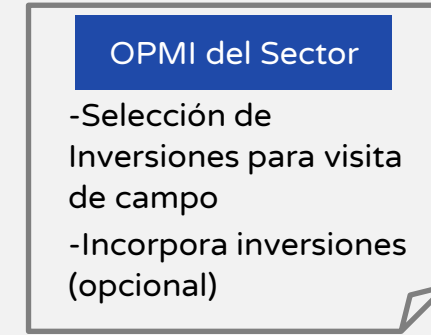 OPMI del Sector
-Selección de
Inversiones para visita
de campo
-Incorpora inversiones
(opcional)